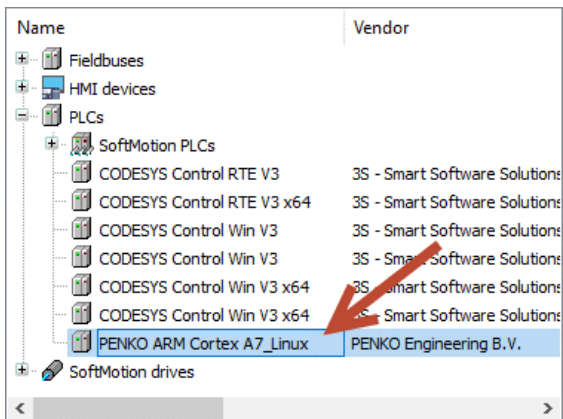 Name Vendor
Fieldbuses
HMI devices
PLCs
SoftMotion PLCs
CODESYS Control RTE V3 3S - Smart Software Solutions
CODESYS Control RTE V3 x64 3S - Smart Software Solutions
CODESYS Control Win V3 3S - Smart Software Solutions
CODESYS Control Win V3 3S - Smart Software Solutions
CODESYS Control Win V3 x64 3S - Smart Software Solutions
CODESYS Control Win V3 x64 3S - Smart Software Solutions
PENKO ARM Cortex A7_Linux PENKO Engineering B.V.
SoftMotion drives